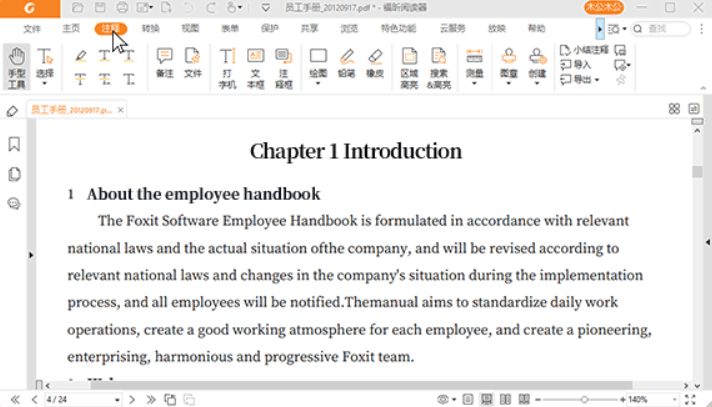 员工手册_20120917.pdf * - 福昕阅读器
木公木公
文件 主页 注释 转换 视图 表单 保护 共享 浏览 特色功能 云服务 放映 帮助 查找
手型工具 选择 备注 文件 打字机 文本框 注释框 绘图 铅笔 橡皮 区域高亮 搜索&高亮 测量 图章 创建 小结注释 导入 导出
员工手册_20120917.p...
Chapter 1 Introduction
1 About the employee handbook
The Foxit Software Employee Handbook is formulated in accordance with relevant
national laws and the actual situation ofthe company, and will be revised according to
relevant national laws and changes in the company's situation during the implementation
process, and all employees will be notified.Themanual aims to standardize daily work
operations, create a good working atmosphere for each employee, and create a pioneering,
enterprising, harmonious and progressive Foxit team.
4 / 24 140%